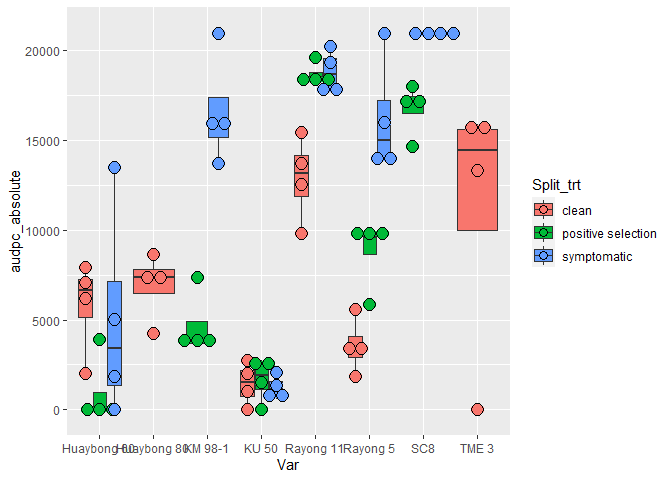 20000
15000
10000
5000
0
audpc_absolute
Huaybong 60
Huaybong 80
KM 98-1
KU 50
Rayong 11
Rayong 5
SC8
TME 3
Var
Split_trt
clean
positive selection
symptomatic